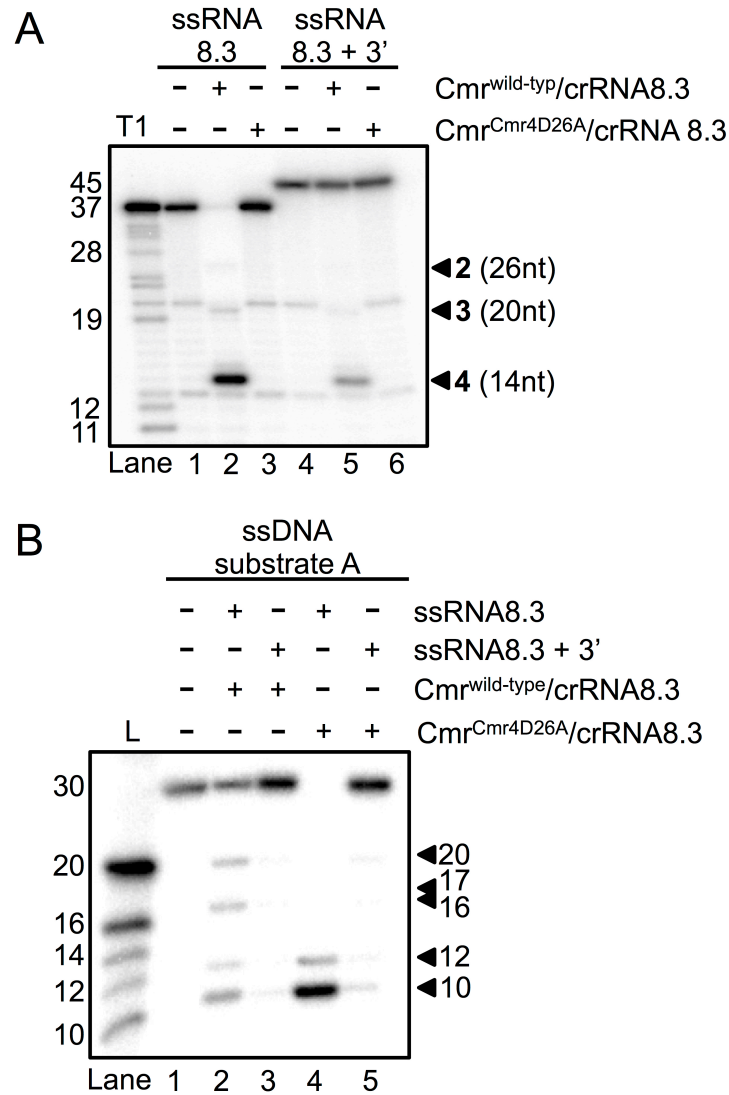 A
ssRNA 8.3
ssRNA 8.3 + 3’
- + - - + - Cmrwild-typ/crRNA8.3
T1 - - + - - + CmrCmr4D26A/crRNA 8.3
45
37
28
19
12
11
◄2 (26nt)
◄3 (20nt)
◄4 (14nt)
Lane 1 2 3 4 5 6
B
ssDNA
substrate A
- + - + - ssRNA8.3
- - + - + ssRNA8.3 + 3’
- + + - - Cmrwild-type/crRNA8.3
L - - - + + CmrCmr4D26A/crRNA8.3
30
20
16
14
12
10
◄20
◄17
◄16
◄12
◄10
Lane 1 2 3 4 5